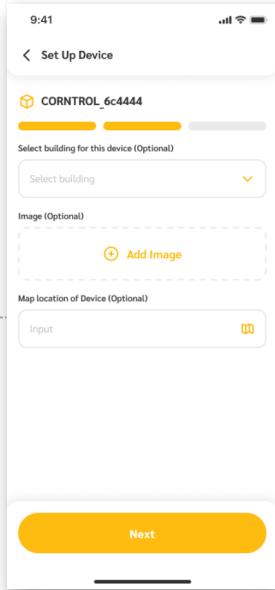 9:41
Set Up Device
CORNTROL_6c4444
Select building for this device (Optional)
Select building
Image (Optional)
Add Image
Map location of Device (Optional)
Input
Next